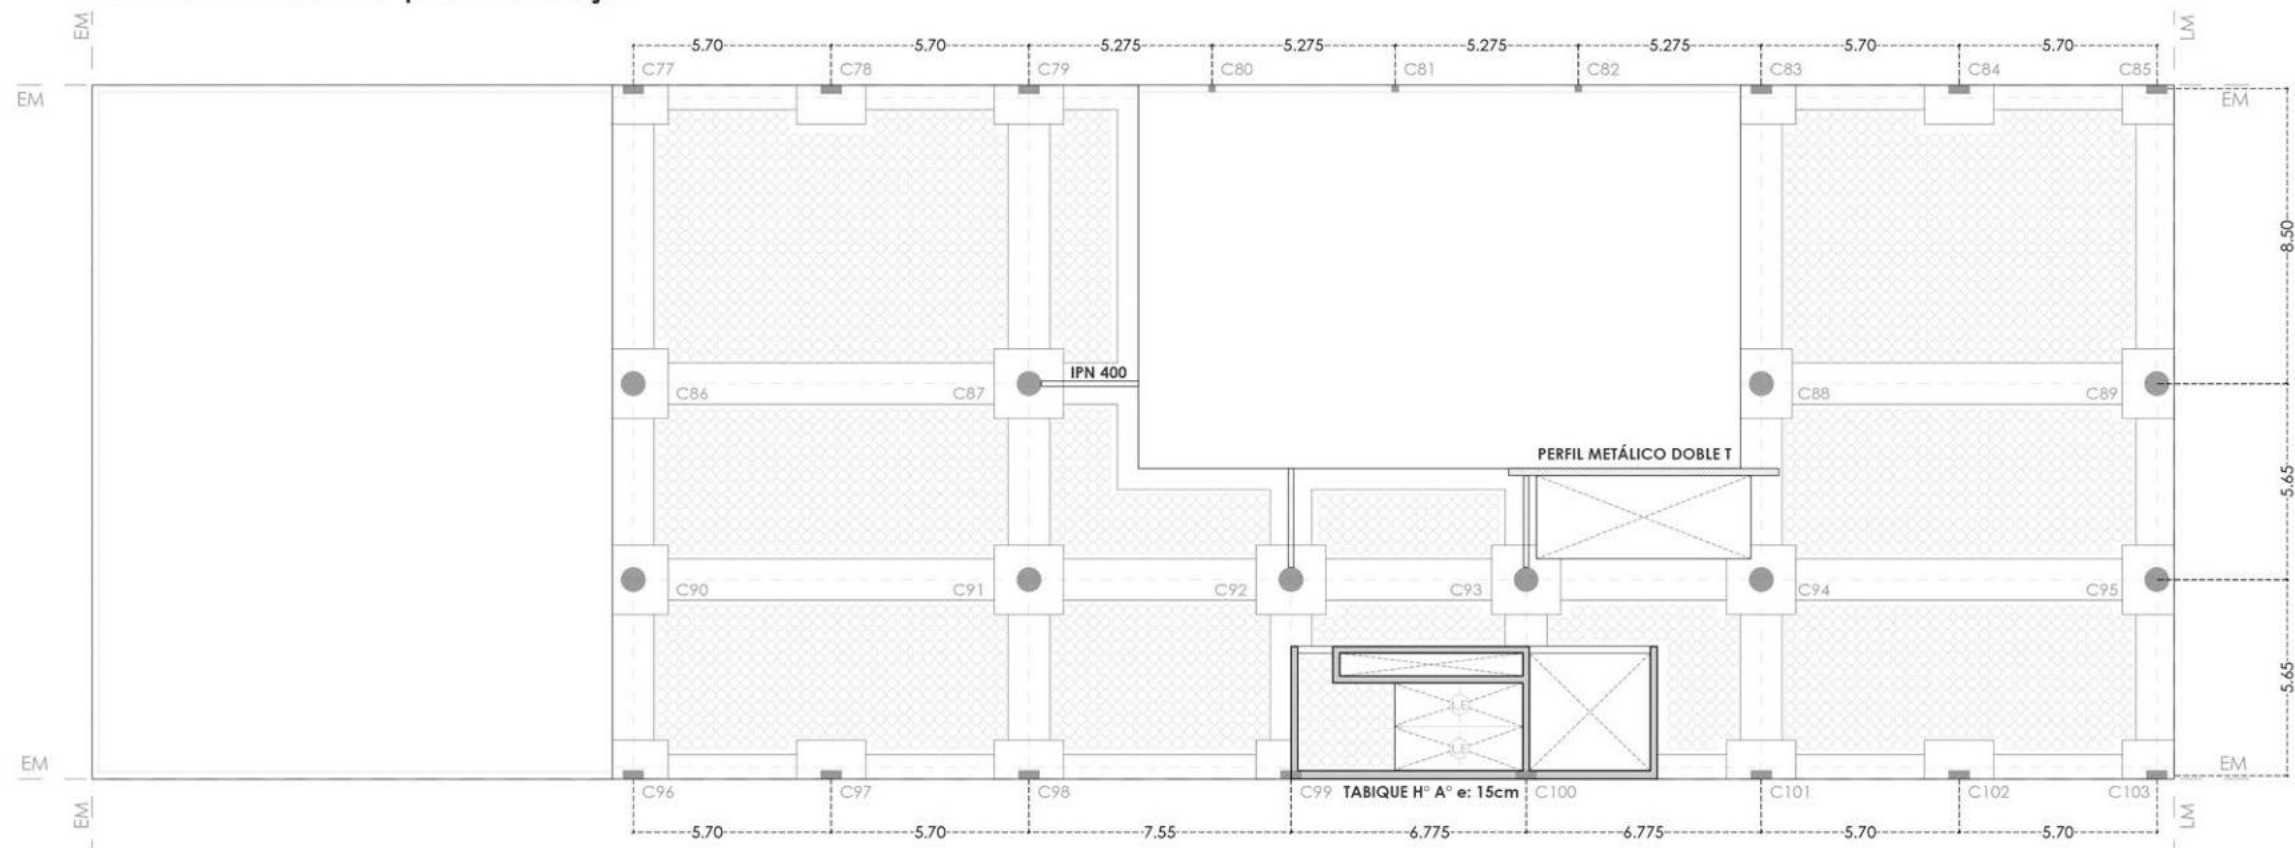 EM
LM
5.70 5.70 5.275 5.275 5.275 5.275 5.70 5.70
C77 C78 C79 C80 C81 C82 C83 C84 C85
EM
EM
8.50
IPN 400
C86 C87 C88 C89
PERFIL METÁLICO DOBLE T
5.65
C90 C91 C92 C93 C94 C95
5.65
L.E
L.E
EM
EM
C96 C97 C98 C99 TABIQUE H° A° e: 15cm C100 C101 C102 C103
EM
LM
5.70 5.70 7.55 6.775 6.775 5.70 5.70